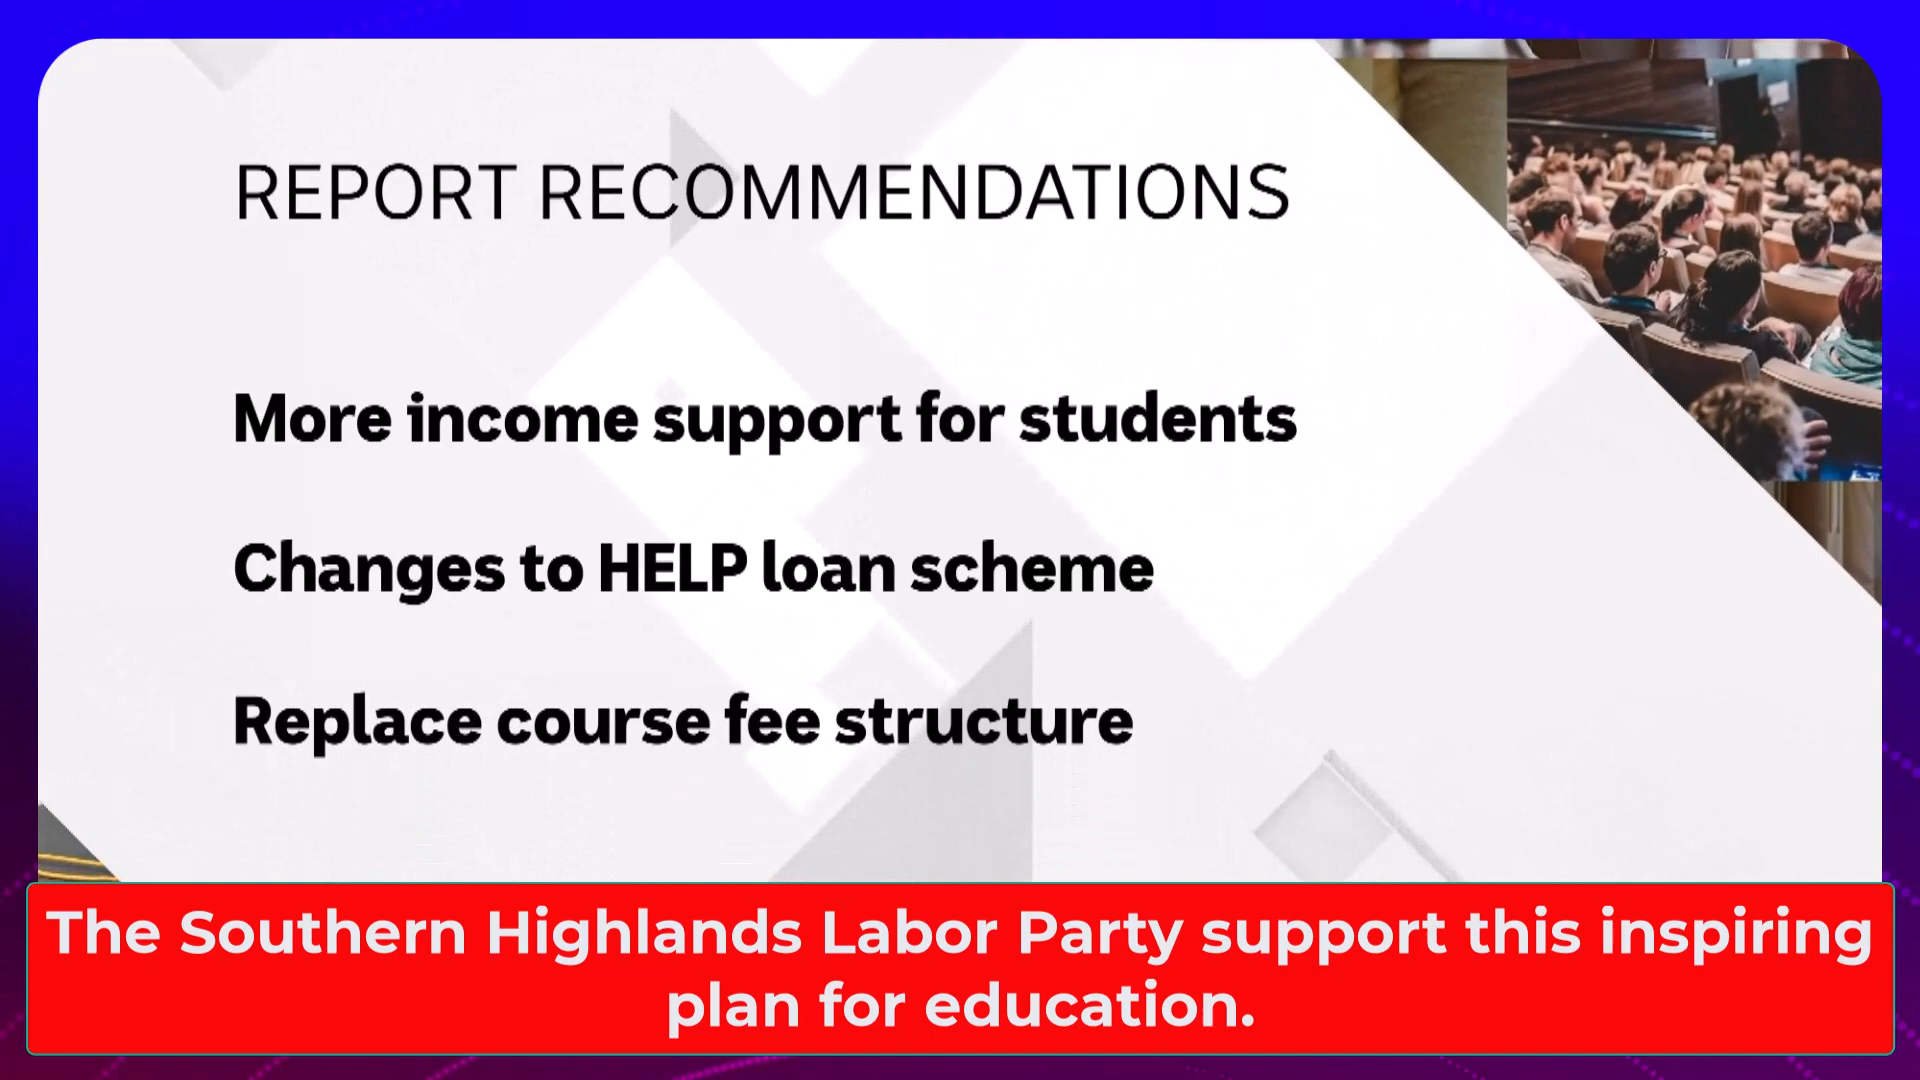 REPORT RECOMMENDATIONS
More income support for students
Changes to HELP loan scheme
Replace course fee structure
The Southern Highlands Labor Party support this inspiring
plan for education.